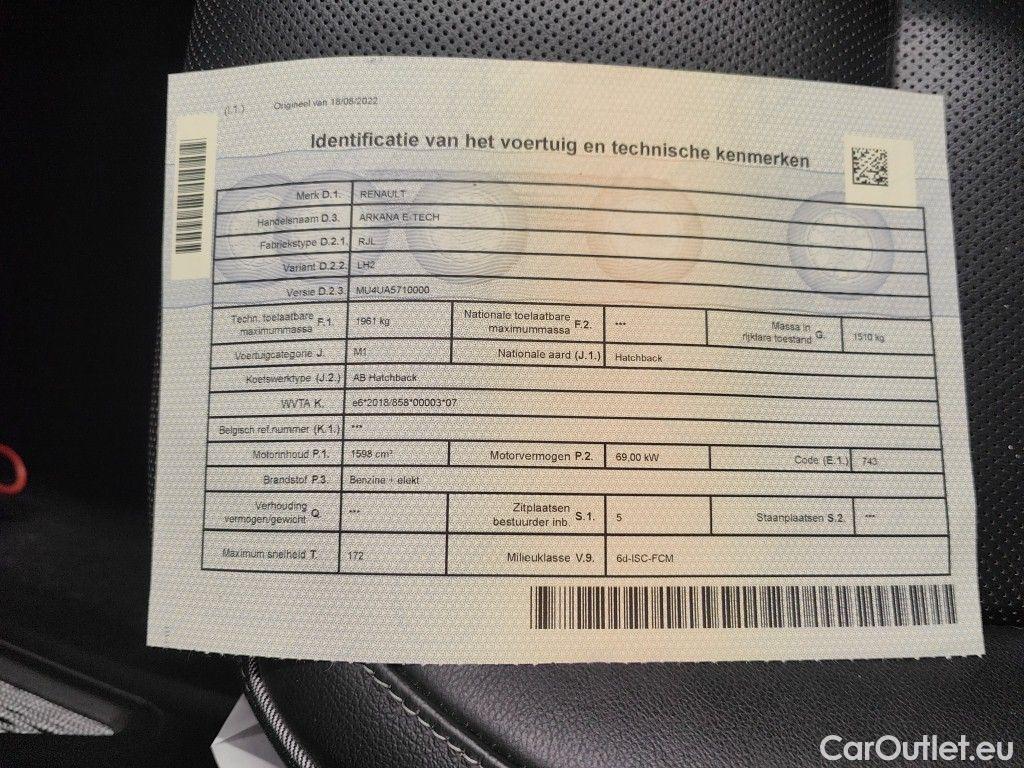 (I.1.) Origineel van 18/08/2022
Identificatie van het voertuig en technische kenmerken
Merk D.1. RENAULT
Handelsnaam D.3. ARKANA E-TECH
Fabriekstype D.2.1. RJL
Variant D.2.2. LH2
Versie D.2.3. MU4UA5710000
Techn. toelaatbare maximummassa F.1. 1961 kg Nationale toelaatbare maximummassa F.2. *** Massa in rijklare toestand G. 1510 kg
Voertuigcategorie J. M1 Nationale aard (J.1.) Hatchback
Koetswerktype (J.2.) AB Hatchback
WVTA K. e6*2018/858*00003*07
Belgisch ref.nummer (K.1.) ***
Motorinhoud P.1. 1598 cm³ Motorvermogen P.2. 69,00 kW Code (E.1.) 743
Brandstof P.3. Benzine + elekt
Verhouding vermogen/gewicht Q. *** Zitplaatsen bestuurder inb. S.1. 5 Staanplaatsen S.2. ***
Maximum snelheid T. 172 Milieuklasse V.9. 6d-ISC-FCM
CarOutlet.eu